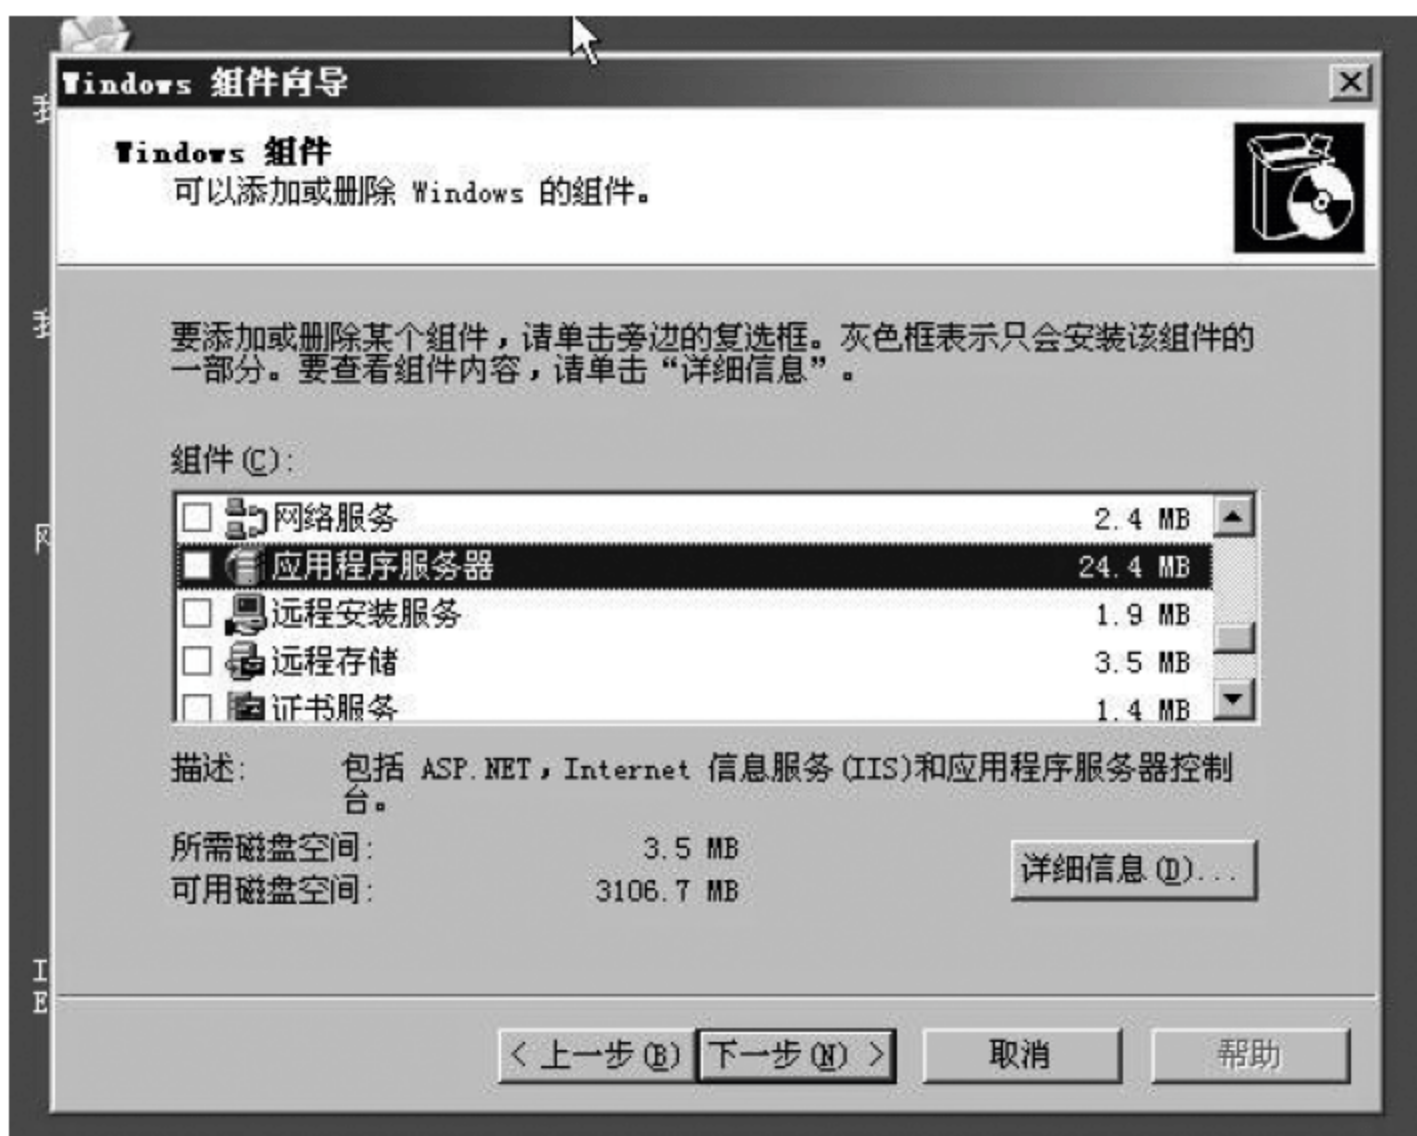 Windows 组件向导
Windows 组件
可以添加或删除 Windows 的组件。
要添加或删除某个组件，请单击旁边的复选框。灰色框表示只会安装该组件的
一部分。要查看组件内容，请单击“详细信息”。
组件(C):
网络服务 2.4 MB
应用程序服务器 24.4 MB
远程安装服务 1.9 MB
远程存储 3.5 MB
证书服务 1.4 MB
描述: 包括 ASP.NET，Internet 信息服务(IIS)和应用程序服务器控制
台。
所需磁盘空间: 3.5 MB
可用磁盘空间: 3106.7 MB
详细信息(D)...
< 上一步(B) 下一步(N) > 取消 帮助